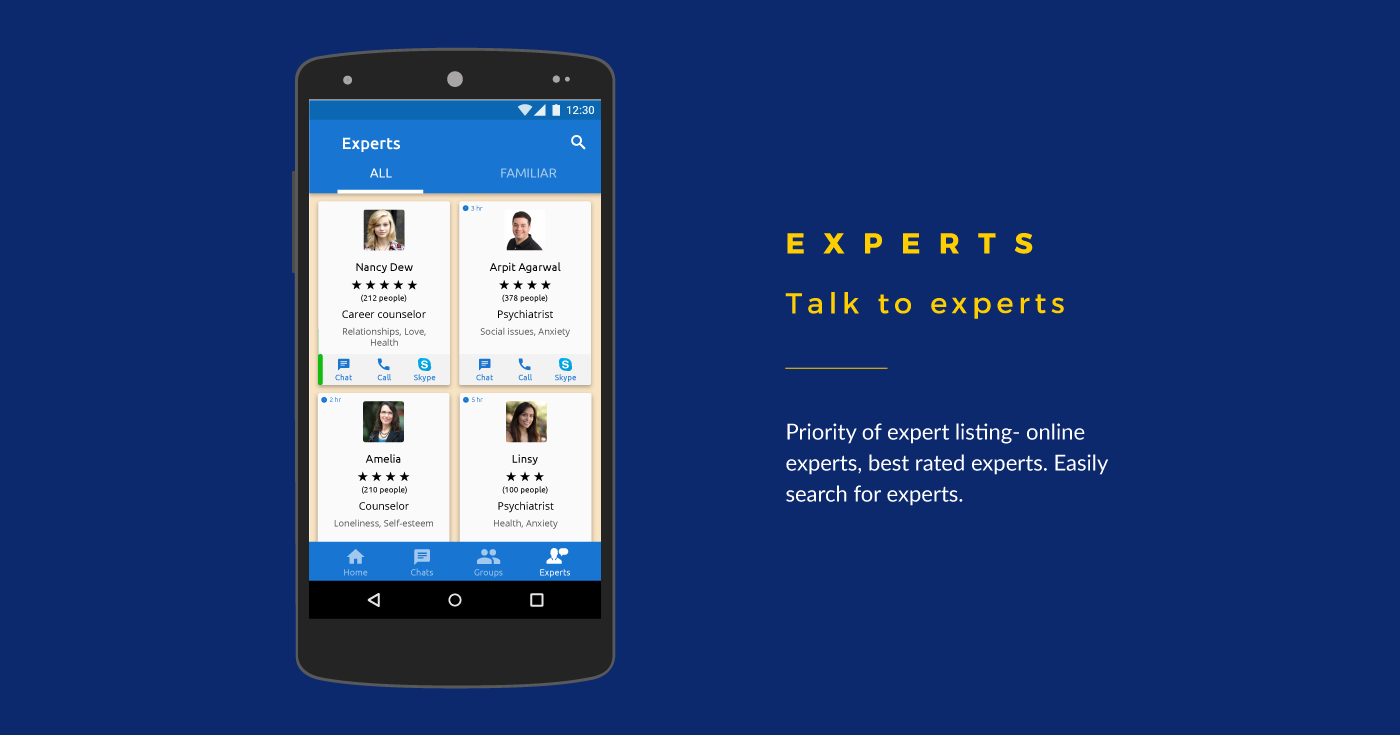 12:30
Experts
ALL FAMILIAR
Nancy Dew
(212 people)
Career counselor
Relationships, Love,
Health
Chat Call Skype
3 hr
Arpit Agarwal
(378 people)
Psychiatrist
Social issues, Anxiety
Chat Call Skype
2 hr
Amelia
(210 people)
Counselor
Loneliness, Self-esteem
5 hr
Linsy
(100 people)
Psychiatrist
Health, Anxiety
Home Chats Groups Experts
EXPERTS
Talk to experts
Priority of expert listing- online
experts, best rated experts. Easily
search for experts.